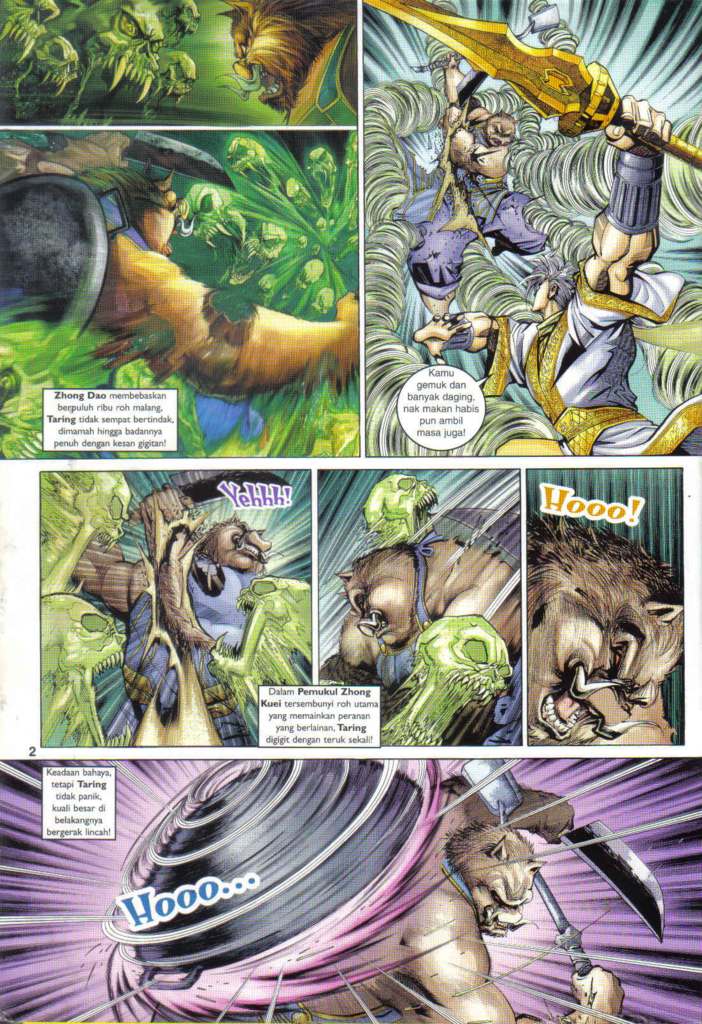 Zhong Dao membebaskan
berpuluh ribu roh malang,
Taring tidak sempat bertindak,
dimamah hingga badannya
penuh dengan kesan gigitan!
Kamu
gemuk dan
banyak daging,
nak makan habis
pun ambil
masa juga!
Yehhh!
Dalam Pemukul Zhong
Kuei tersembunyi roh utama
yang memainkan peranan
yang berlainan, Taring
digigit dengan teruk sekali!
Hooo!
2
Keadaan bahaya,
tetapi Taring
tidak panik,
kuali besar di
belakangnya
bergerak lincah!
Hooo...